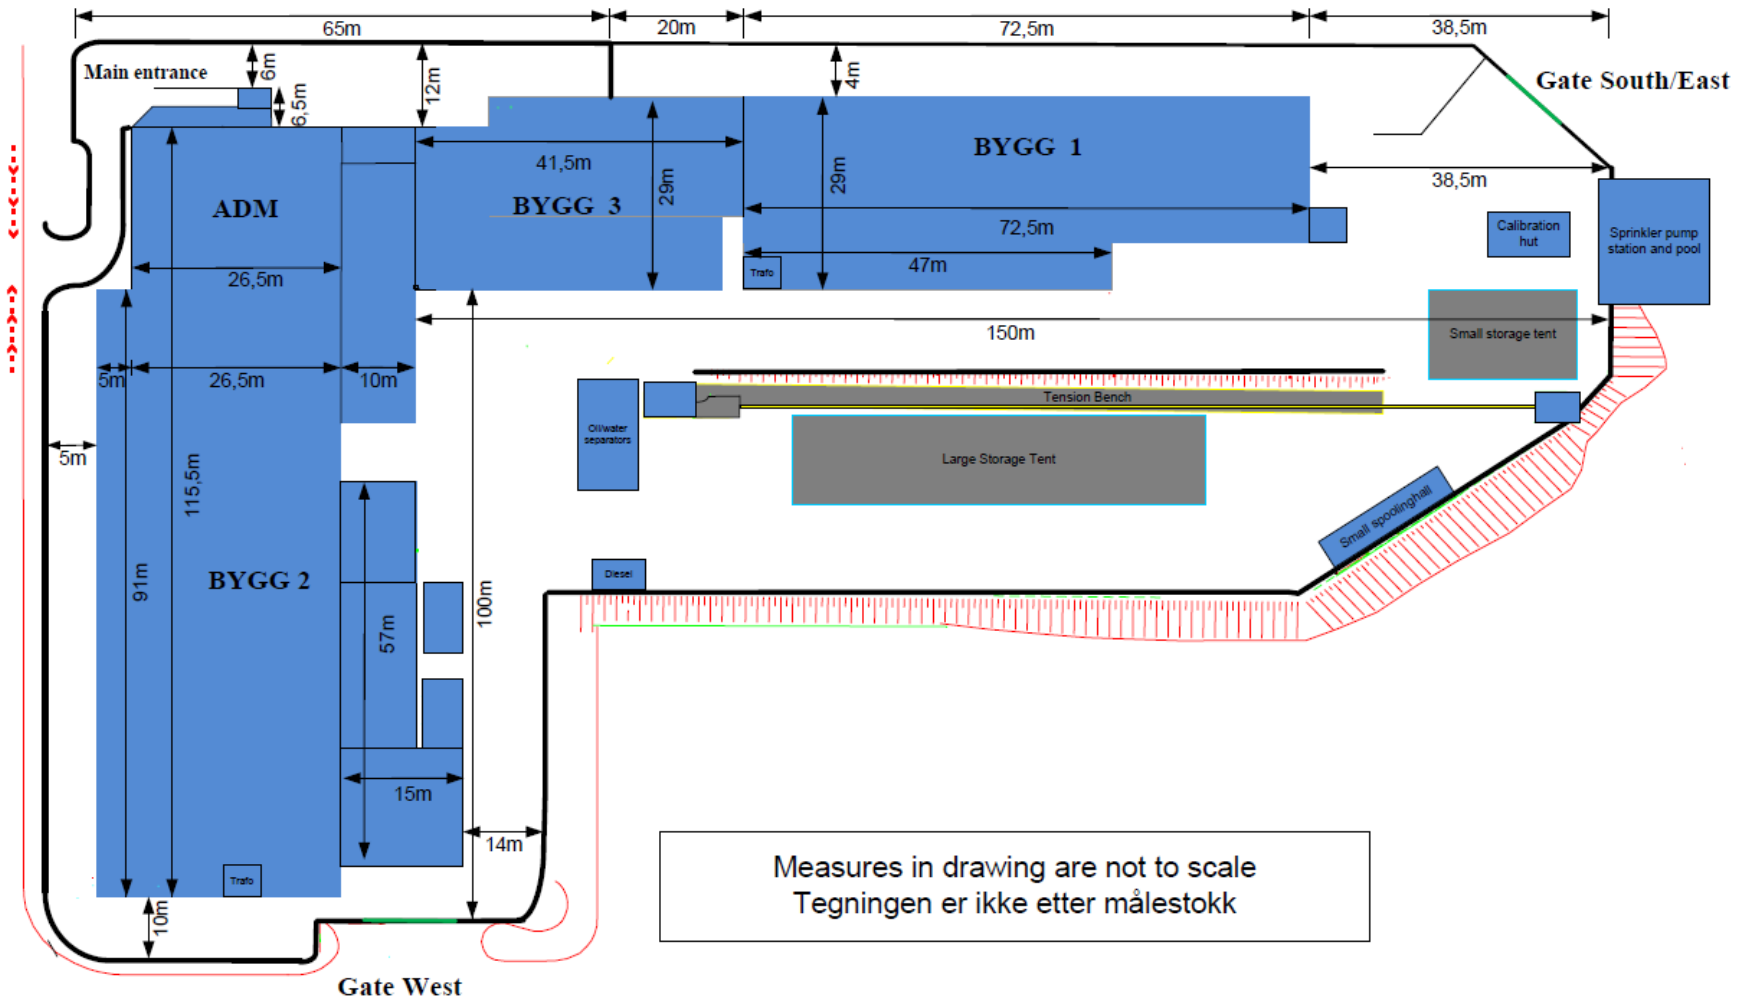 65m
20m
72,5m
38,5m
Main entrance
6m
6,5m
12m
4m
Gate South/East
BYGG 1
41,5m
29m
29m
38,5m
ADM
BYGG 3
72,5m
Calibration
hut
Sprinkler pump
station and pool
26,5m
Trafo
47m
150m
Small storage tent
5m
26,5m
10m
Tension Bench
Oil/water
separators
5m
115,5m
Large Storage Tent
Small spoolinghall
91m
BYGG 2
Diesel
100m
57m
15m
14m
Trafo
10m
Measures in drawing are not to scale
Tegningen er ikke etter målestokk
Gate West